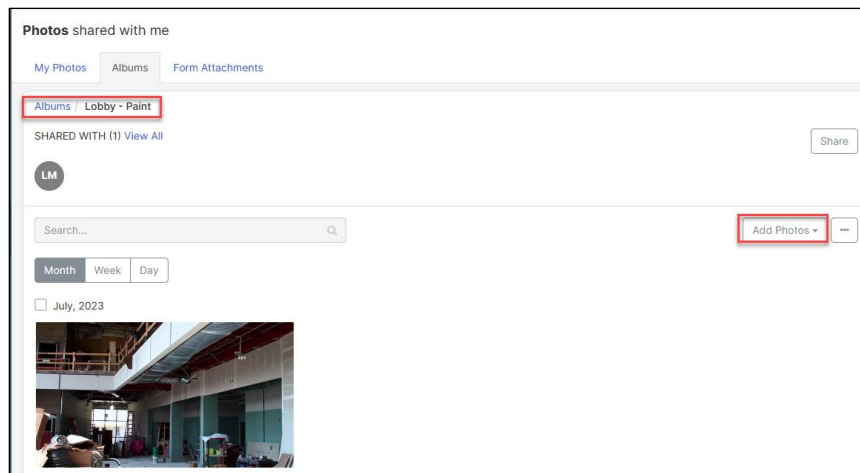 Photos shared with me
My Photos Albums Form Attachments
Albums / Lobby - Paint
SHARED WITH (1) View All
Share
LM
Search...
Add Photos
Month Week Day
July, 2023